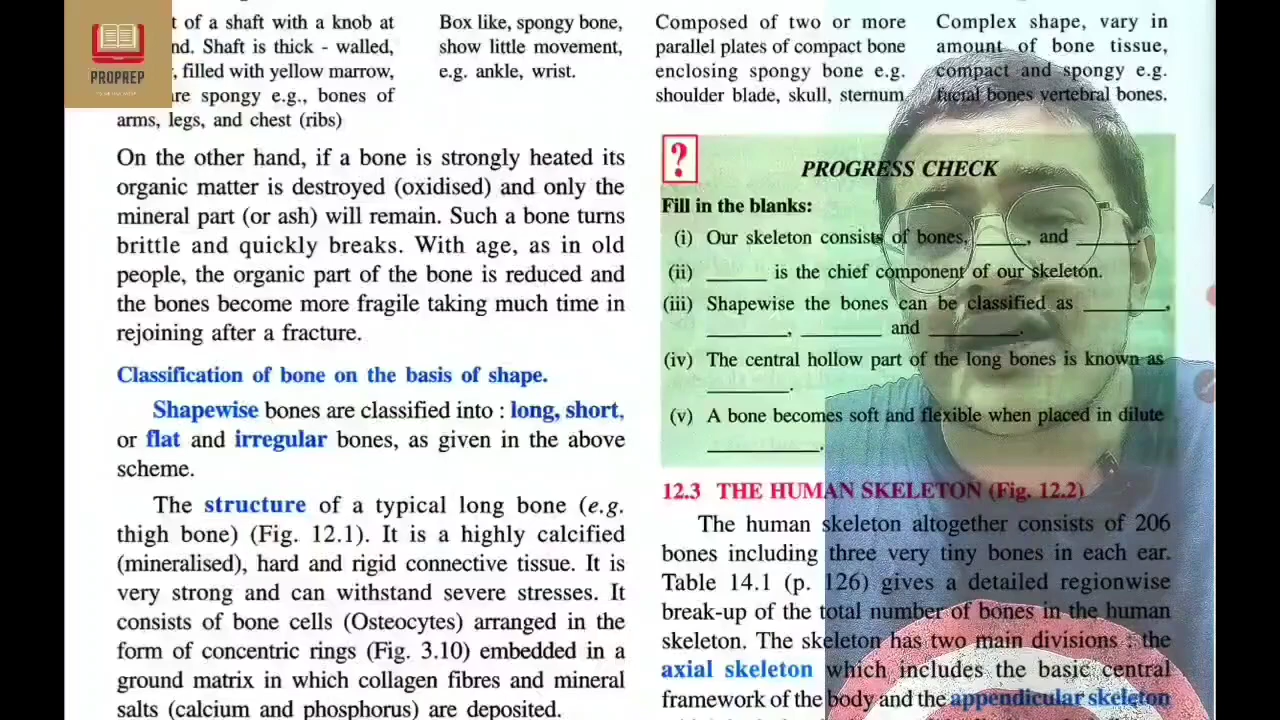 PROPREP
t of a shaft with a knob at
nd. Shaft is thick - walled,
, filled with yellow marrow,
re spongy e.g., bones of
arms, legs, and chest (ribs)
Box like, spongy bone,
show little movement,
e.g. ankle, wrist.
Composed of two or more
parallel plates of compact bone
enclosing spongy bone e.g.
shoulder blade, skull, sternum
Complex shape, vary in
amount of bone tissue,
compact and spongy e.g.
facial bones vertebral bones.
On the other hand, if a bone is strongly heated its
organic matter is destroyed (oxidised) and only the
mineral part (or ash) will remain. Such a bone turns
brittle and quickly breaks. With age, as in old
people, the organic part of the bone is reduced and
the bones become more fragile taking much time in
rejoining after a fracture.
Classification of bone on the basis of shape.
Shapewise bones are classified into : long, short,
or flat and irregular bones, as given in the above
scheme.
The structure of a typical long bone (e.g.
thigh bone) (Fig. 12.1). It is a highly calcified
(mineralised), hard and rigid connective tissue. It is
very strong and can withstand severe stresses. It
consists of bone cells (Osteocytes) arranged in the
form of concentric rings (Fig. 3.10) embedded in a
ground matrix in which collagen fibres and mineral
salts (calcium and phosphorus) are deposited.
?
PROGRESS CHECK
Fill in the blanks:
(i) Our skeleton consists of bones, _____, and ______.
(ii) ______ is the chief component of our skeleton.
(iii) Shapewise the bones can be classified as ________,
________, ________ and _________.
(iv) The central hollow part of the long bones is known as
________.
(v) A bone becomes soft and flexible when placed in dilute
___________.
12.3 THE HUMAN SKELETON (Fig. 12.2)
The human skeleton altogether consists of 206
bones including three very tiny bones in each ear.
Table 14.1 (p. 126) gives a detailed regionwise
break-up of the total number of bones in the human
skeleton. The skeleton has two main divisions : the
axial skeleton which includes the basic central
framework of the body and the appendicular skeleton